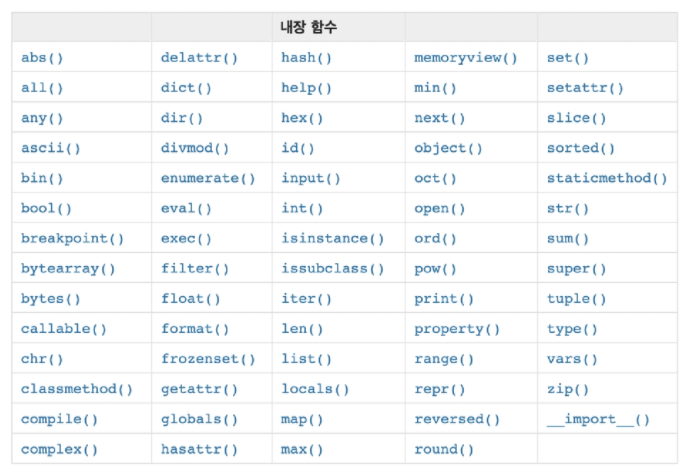 내장 함수
abs() delattr() hash() memoryview() set()
all() dict() help() min() setattr()
any() dir() hex() next() slice()
ascii() divmod() id() object() sorted()
bin() enumerate() input() oct() staticmethod()
bool() eval() int() open() str()
breakpoint() exec() isinstance() ord() sum()
bytearray() filter() issubclass() pow() super()
bytes() float() iter() print() tuple()
callable() format() len() property() type()
chr() frozenset() list() range() vars()
classmethod() getattr() locals() repr() zip()
compile() globals() map() reversed() __import__()
complex() hasattr() max() round()